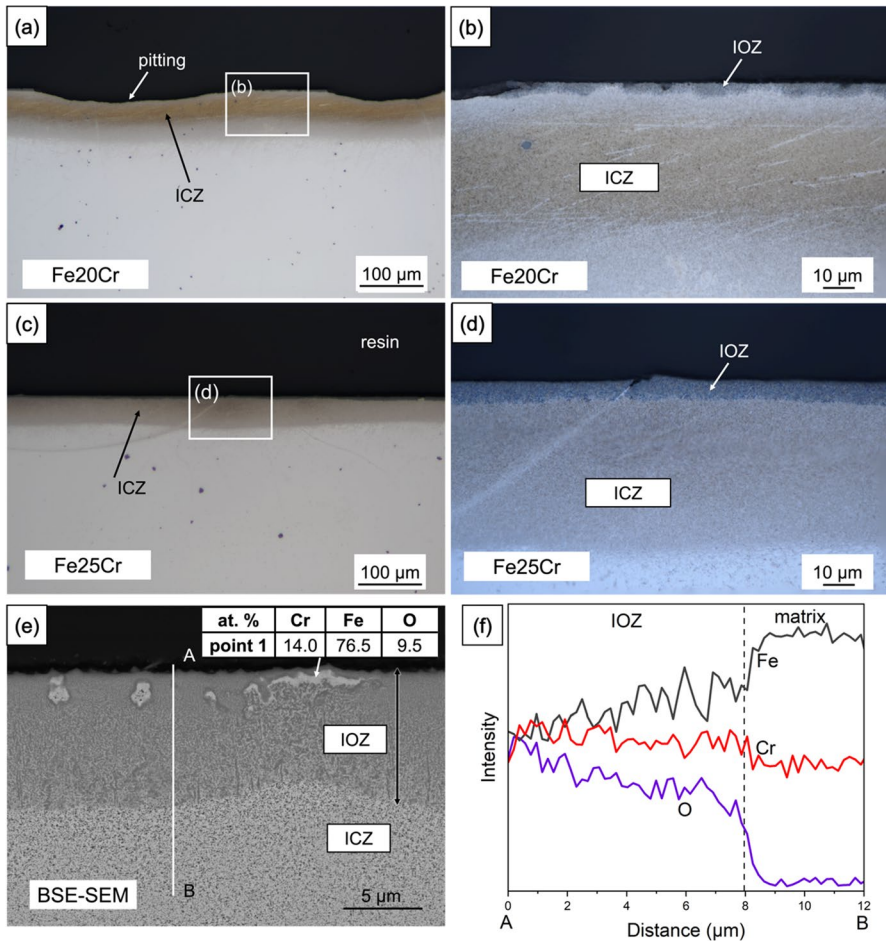 (a)
pitting
(b)
ICZ
Fe20Cr
100 µm
(b)
IOZ
ICZ
Fe20Cr
10 µm
(c)
resin
(d)
ICZ
Fe25Cr
100 µm
(d)
IOZ
ICZ
Fe25Cr
10 µm
(e)
at. % Cr Fe O
point 1 14.0 76.5 9.5
A
IOZ
ICZ
B
BSE-SEM
5 µm
(f)
IOZ
matrix
Fe
Cr
O
Intensity
0 2 4 6 8 10 12
A
Distance (µm)
B